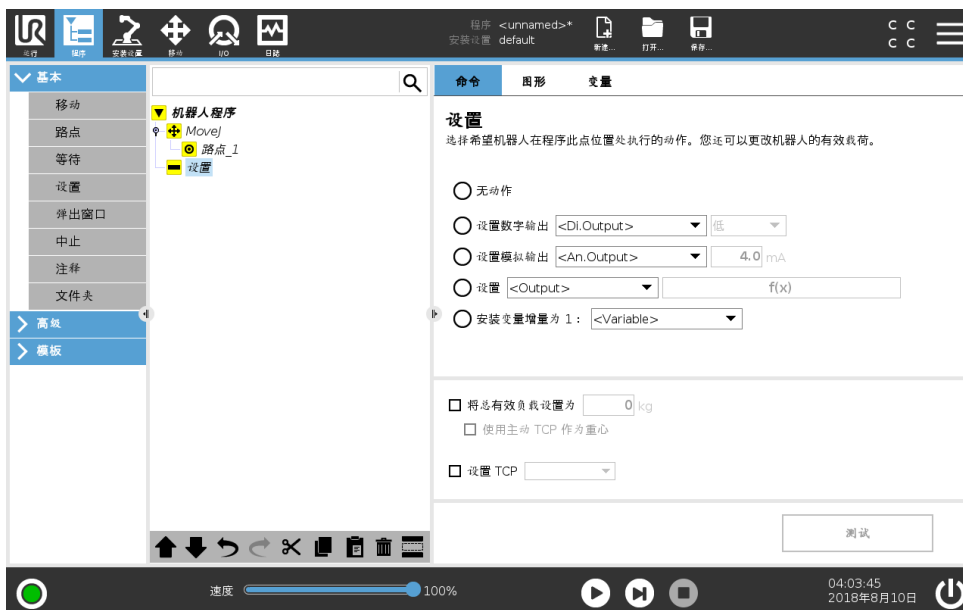 UR
运行 程序 安装设置 移动 I/O 日志
程序 <unnamed>*
安装设置 default
新建... 打开... 保存...
C C
C C
基本
移动
路点
等待
设置
弹出窗口
中止
注释
文件夹
高级
模板
机器人程序
MoveJ
路点_1
设置
命令 图形 变量
设置
选择希望机器人在程序此点位置处执行的动作。您还可以更改机器人的有效载荷。
无动作
设置数字输出 <Di.Output> 低
设置模拟输出 <An.Output> 4.0 mA
设置 <Output> f(x)
安装变量增量为 1： <Variable>
将总有效负载设置为 0 kg
使用主动 TCP 作为重心
设置 TCP
测试
速度 100%
04:03:45
2018年8月10日